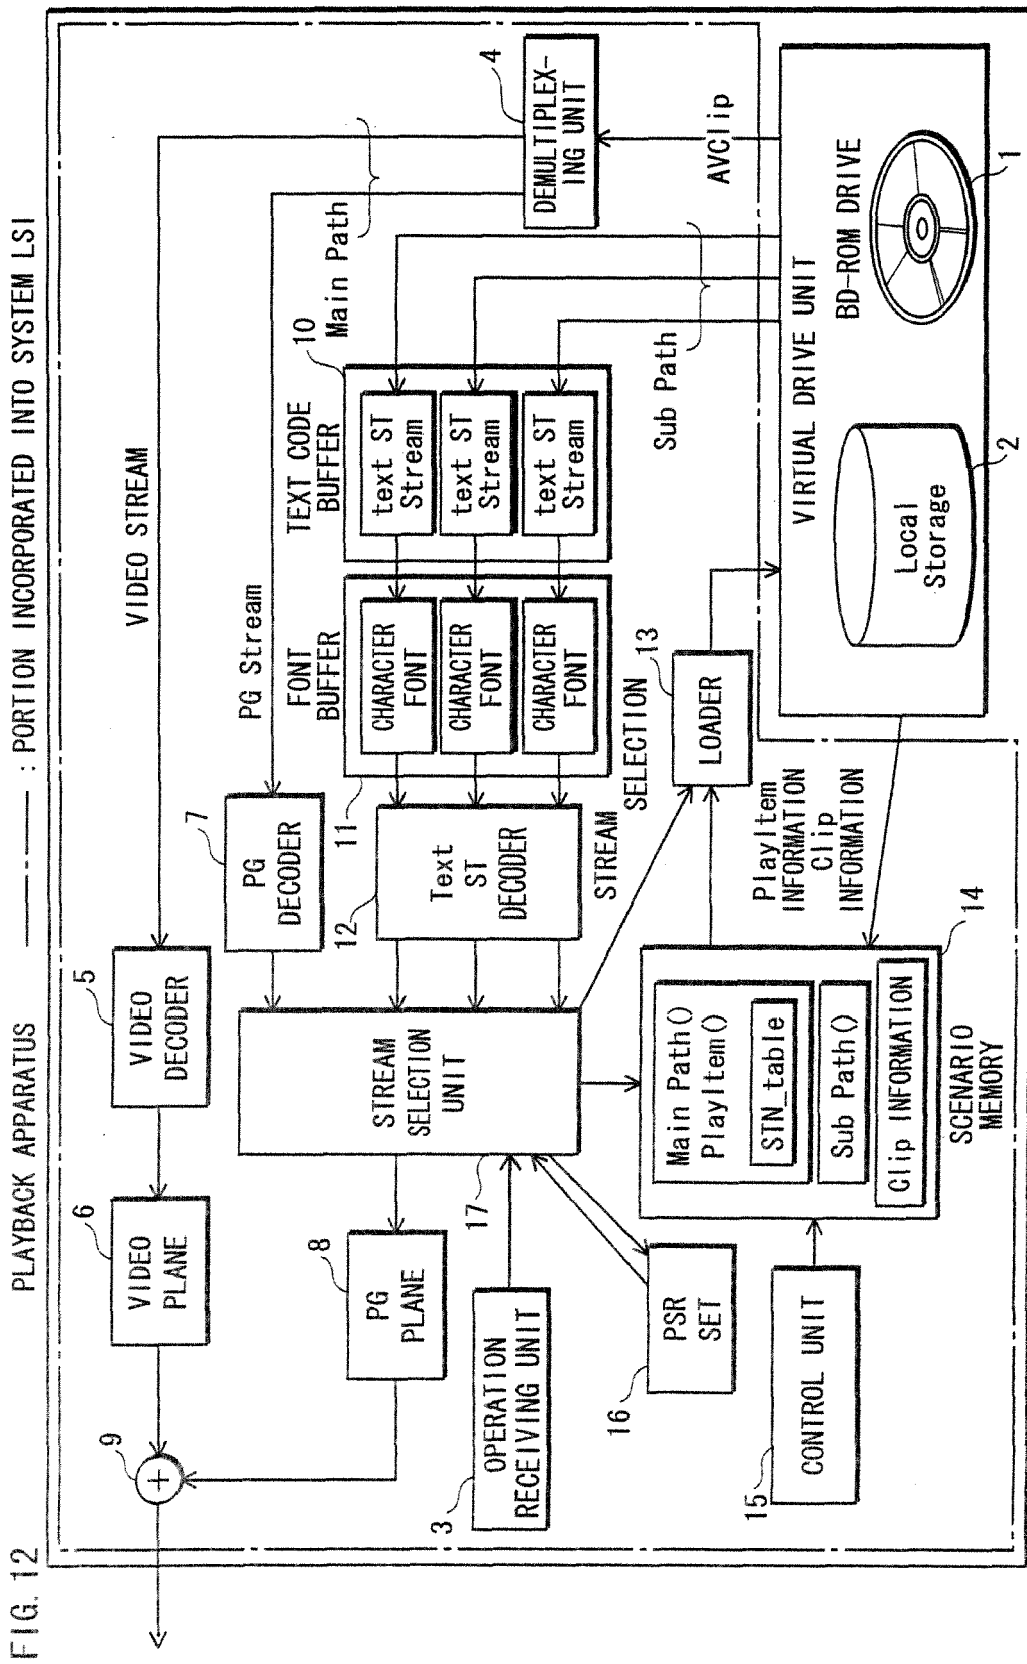 FIG. 12
PLAYBACK APPARATUS
: PORTION INCORPORATED INTO SYSTEM LSI
9
6
VIDEO
PLANE
5
VIDEO
DECODER
VIDEO STREAM
8
PG
PLANE
7
PG
DECODER
PG Stream
Main Path
4
DEMULTIPLEX-
ING UNIT
3
OPERATION
RECEIVING UNIT
17
STREAM
SELECTION
UNIT
12
Text
ST
DECODER
11
FONT
BUFFER
CHARACTER
FONT
CHARACTER
FONT
CHARACTER
FONT
10
TEXT CODE
BUFFER
text ST
Stream
text ST
Stream
text ST
Stream
Sub Path
AVClip
16
PSR
SET
STREAM
SELECTION
13
LOADER
15
CONTROL UNIT
Main Path()
PlayItem()
STN_table
Sub Path()
Clip INFORMATION
14
SCENARIO
MEMORY
PlayItem
INFORMATION
Clip
INFORMATION
VIRTUAL DRIVE UNIT
BD-ROM DRIVE
Local
Storage
2
1